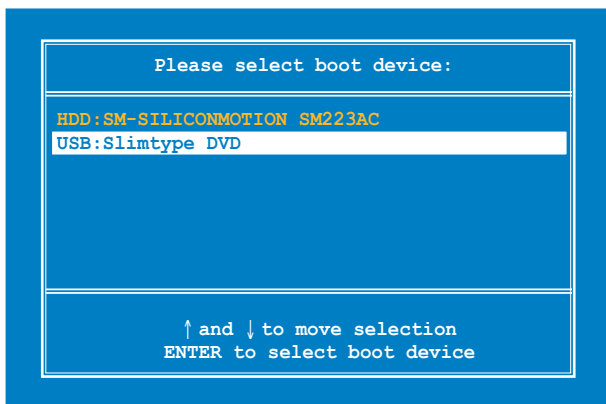 Please select boot device:
HDD:SM-SILICONMOTION SM223AC
USB:Slimtype DVD
↑ and ↓ to move selection
ENTER to select boot device